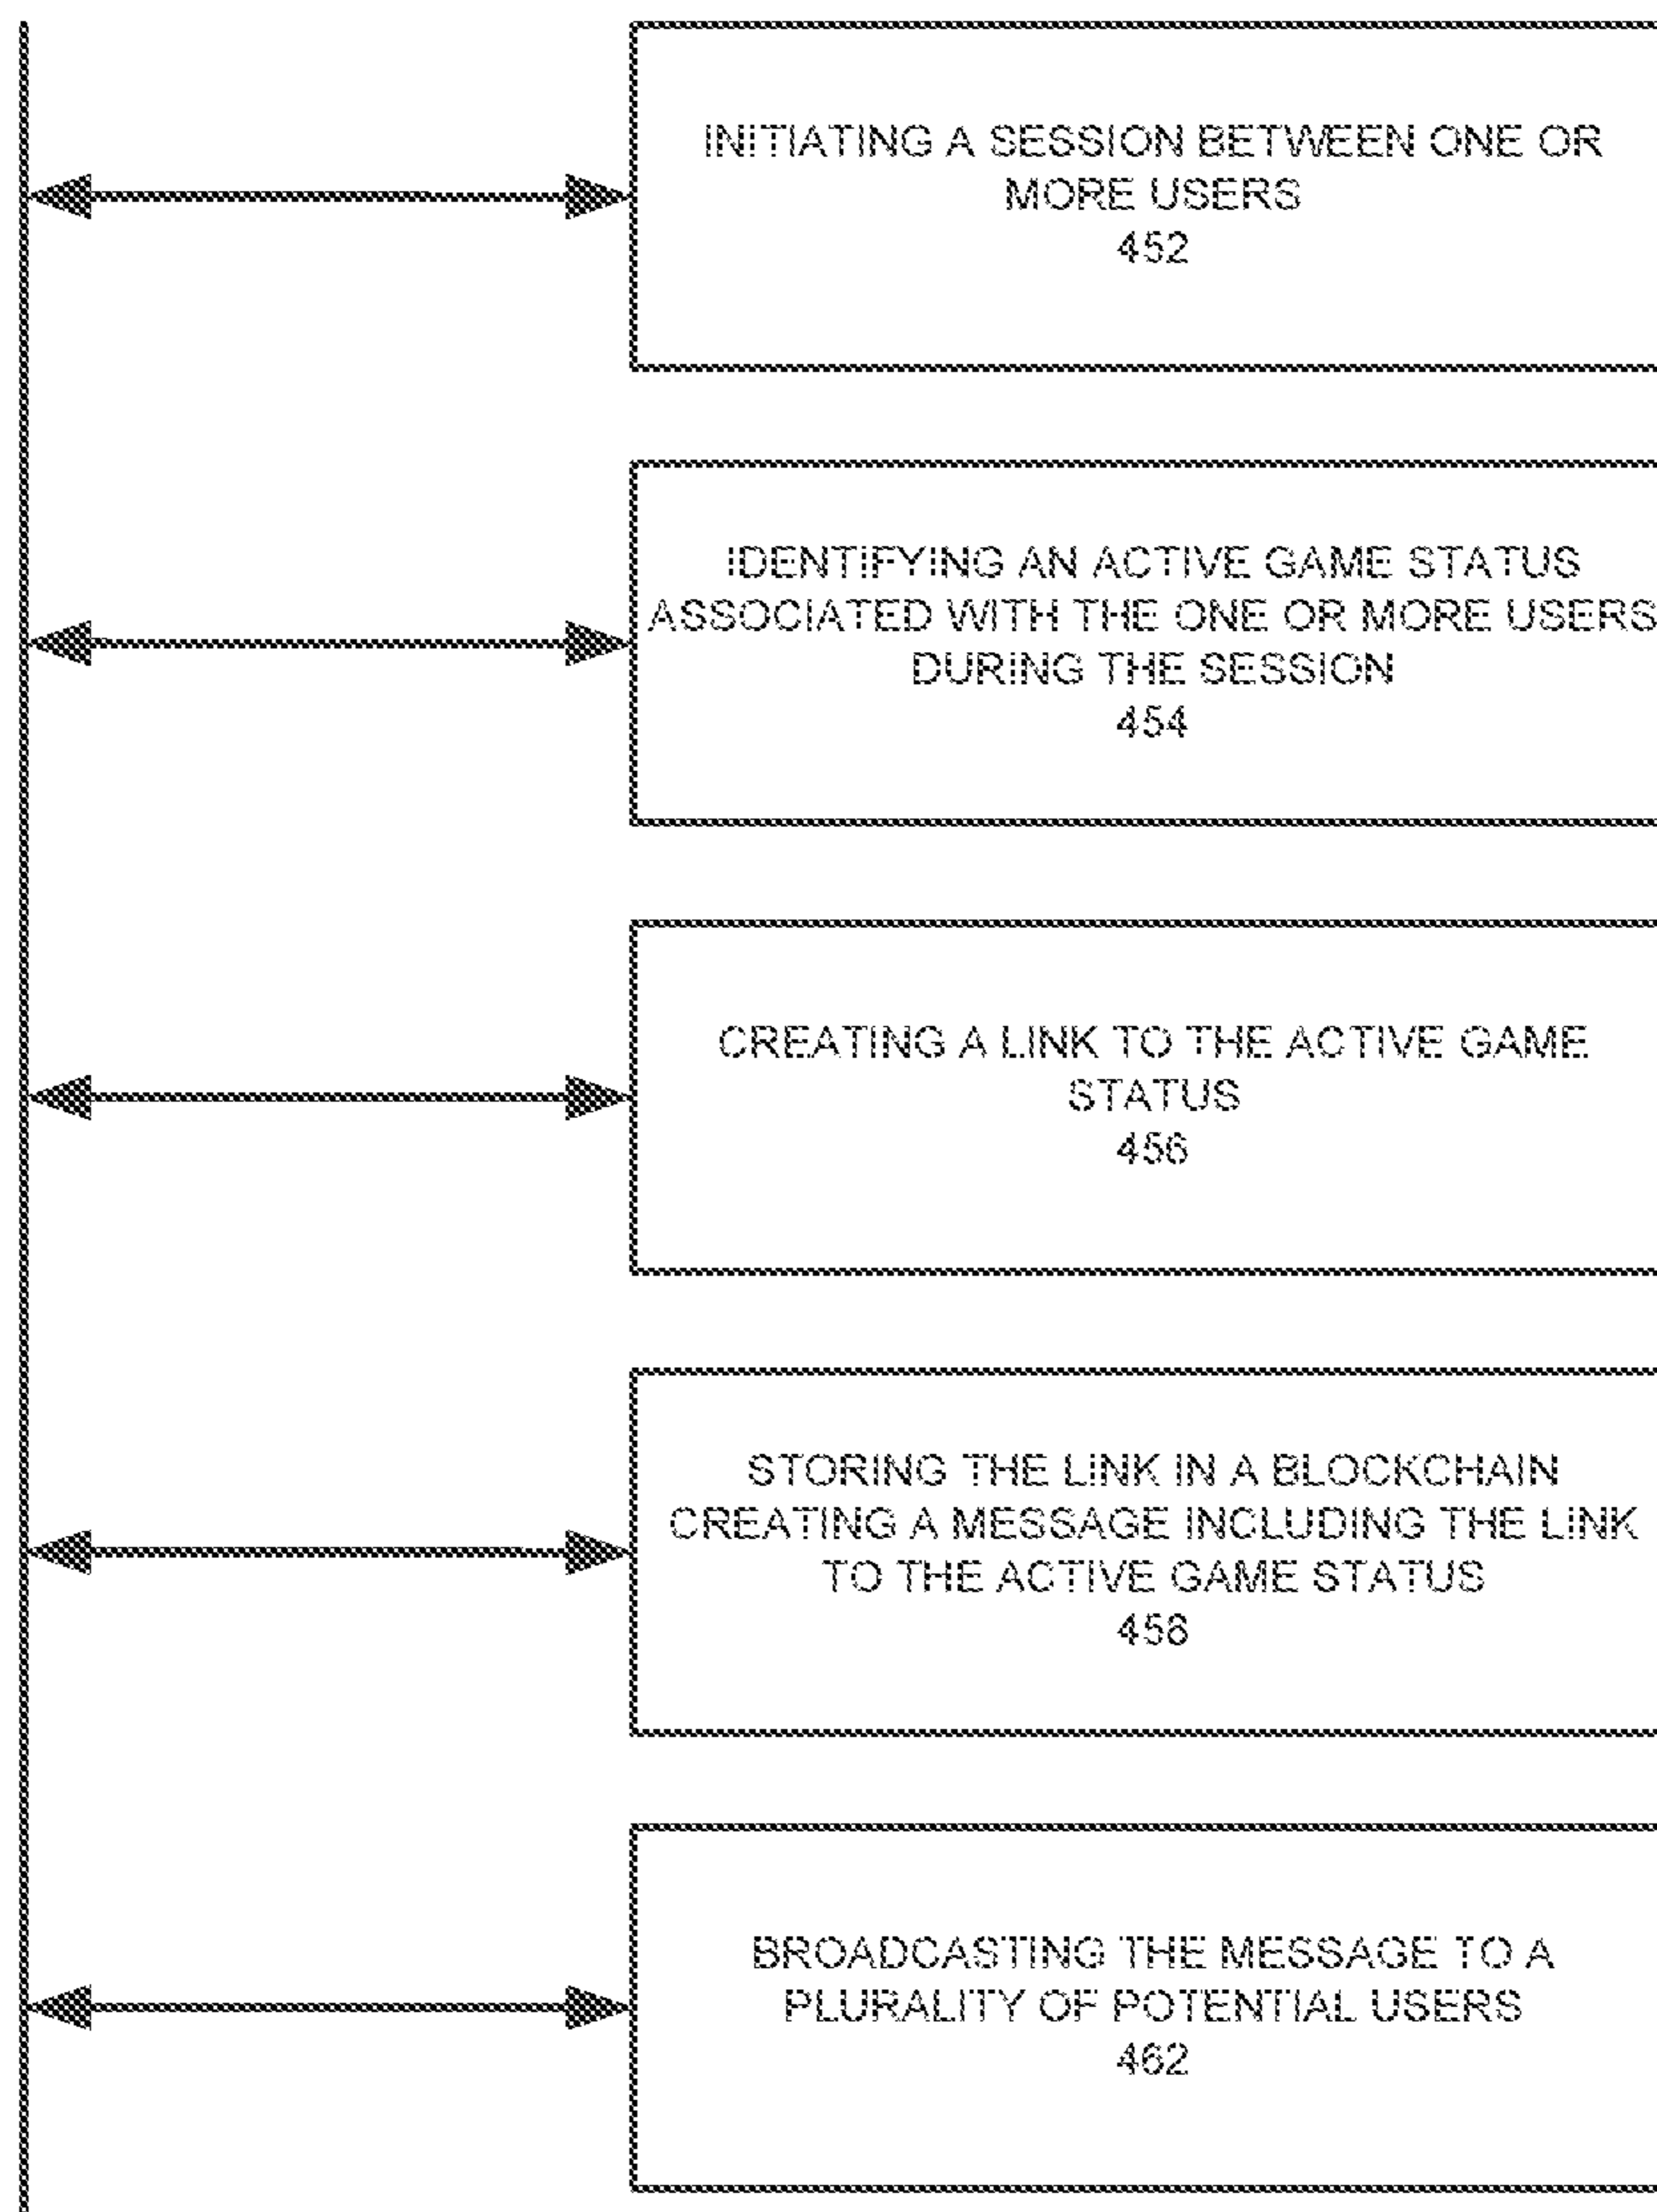 INITIATING A SESSION BETWEEN ONE OR
MORE USERS
452
IDENTIFYING AN ACTIVE GAME STATUS
ASSOCIATED WITH THE ONE OR MORE USERS
DURING THE SESSION
454
CREATING A LINK TO THE ACTIVE GAME
STATUS
456
STORING THE LINK IN A BLOCKCHAIN
CREATING A MESSAGE INCLUDING THE LINK
TO THE ACTIVE GAME STATUS
458
BROADCASTING THE MESSAGE TO A
PLURALITY OF POTENTIAL USERS
462